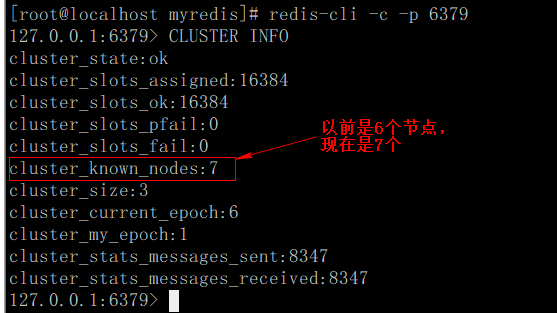 [root@localhost myredis]# redis-cli -c -p 6379
127.0.0.1:6379> CLUSTER INFO
cluster_state:ok
cluster_slots_assigned:16384
cluster_slots_ok:16384
cluster_slots_pfail:0
cluster_slots_fail:0
以前是6个节点，
现在是7个
cluster_known_nodes:7
cluster_size:3
cluster_current_epoch:6
cluster_my_epoch:1
cluster_stats_messages_sent:8347
cluster_stats_messages_received:8347
127.0.0.1:6379>